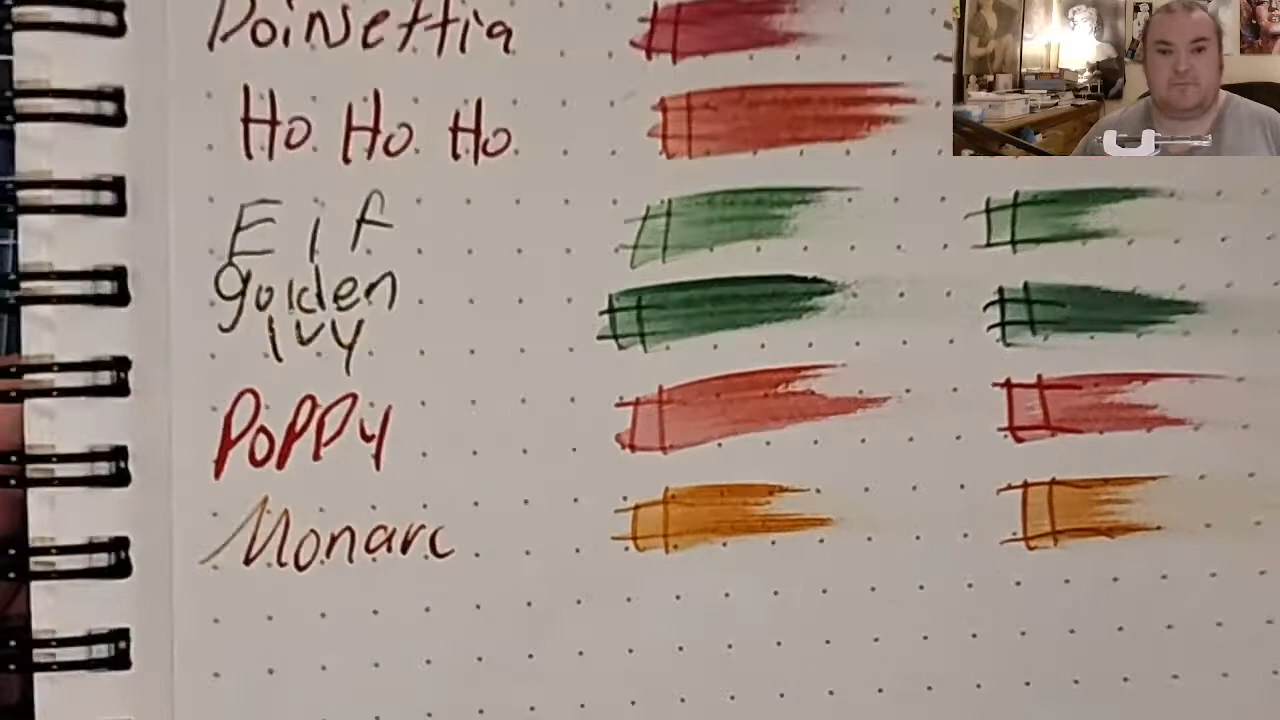 Poinsettia
Ho Ho Ho
Elf
golden
Ivy
Poppy
Monarc